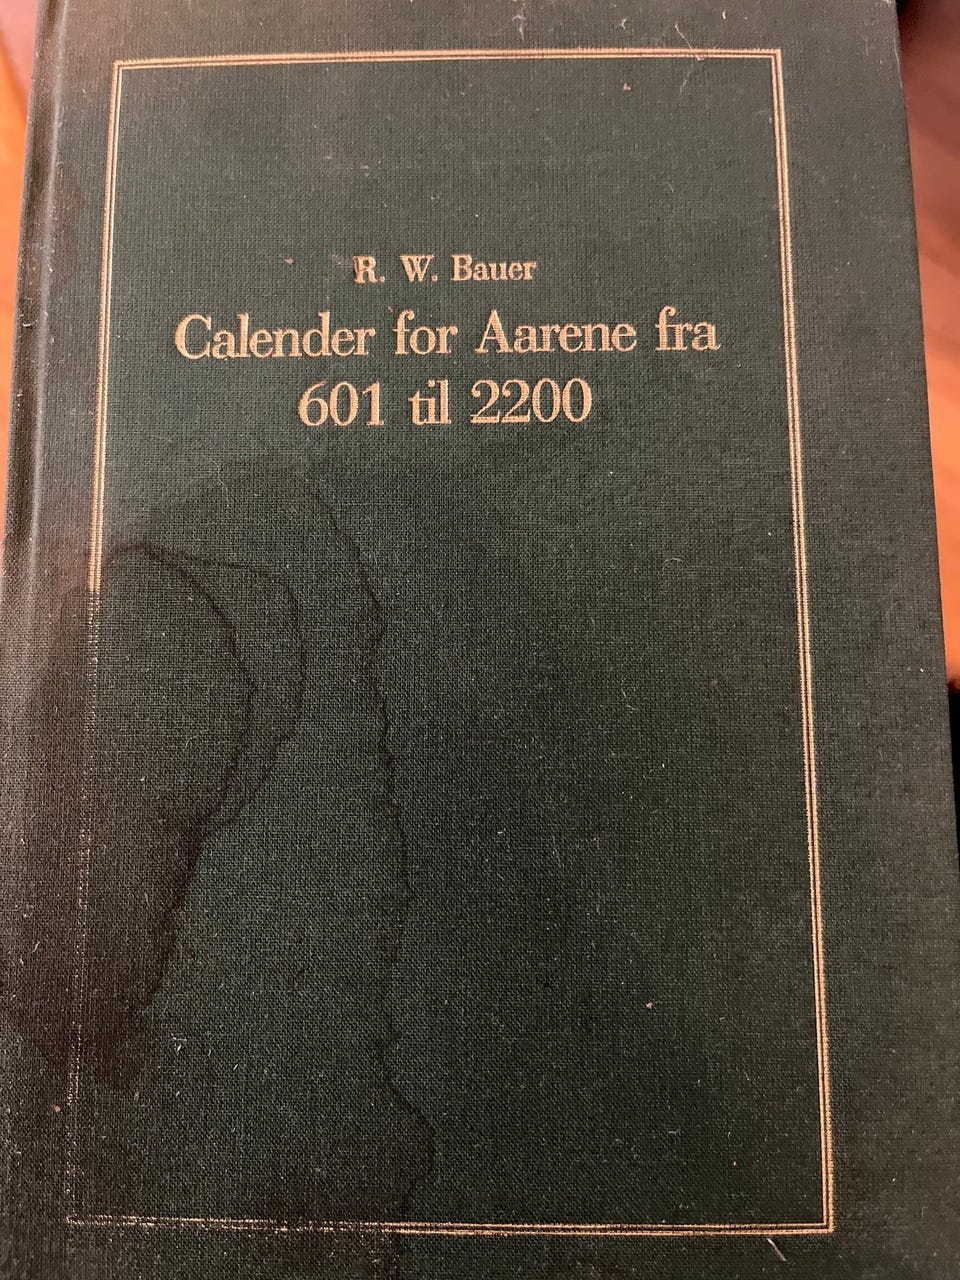 R. W. Bauer
Calender for Aarene fra
601 til 2200